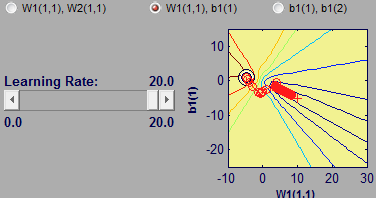 W1(1,1), W2(1,1) W1(1,1), b1(1) b1(1), b1(2)
Learning Rate: 20.0
0.0 20.0
b1(1)
10
0
-10
-20
-10 0 10 20 30
W1(1,1)